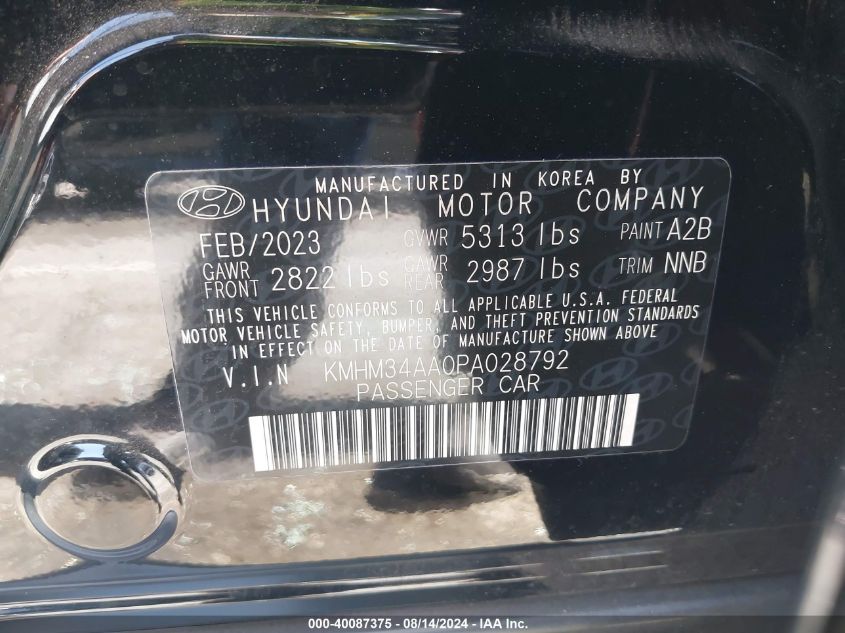 MANUFACTURED IN KOREA BY
HYUNDAI MOTOR COMPANY
FEB/2023 GVWR 5313 lbs PAINT A2B
GAWR FRONT 2822 lbs GAWR REAR 2987 lbs TRIM NNB
THIS VEHICLE CONFORMS TO ALL APPLICABLE U.S.A. FEDERAL
MOTOR VEHICLE SAFETY, BUMPER, AND THEFT PREVENTION STANDARDS
IN EFFECT ON THE DATE OF MANUFACTURE SHOWN ABOVE
V.I.N KMHM34AA0PA028792
PASSENGER CAR
000-40087375 - 08/14/2024 - IAA Inc.